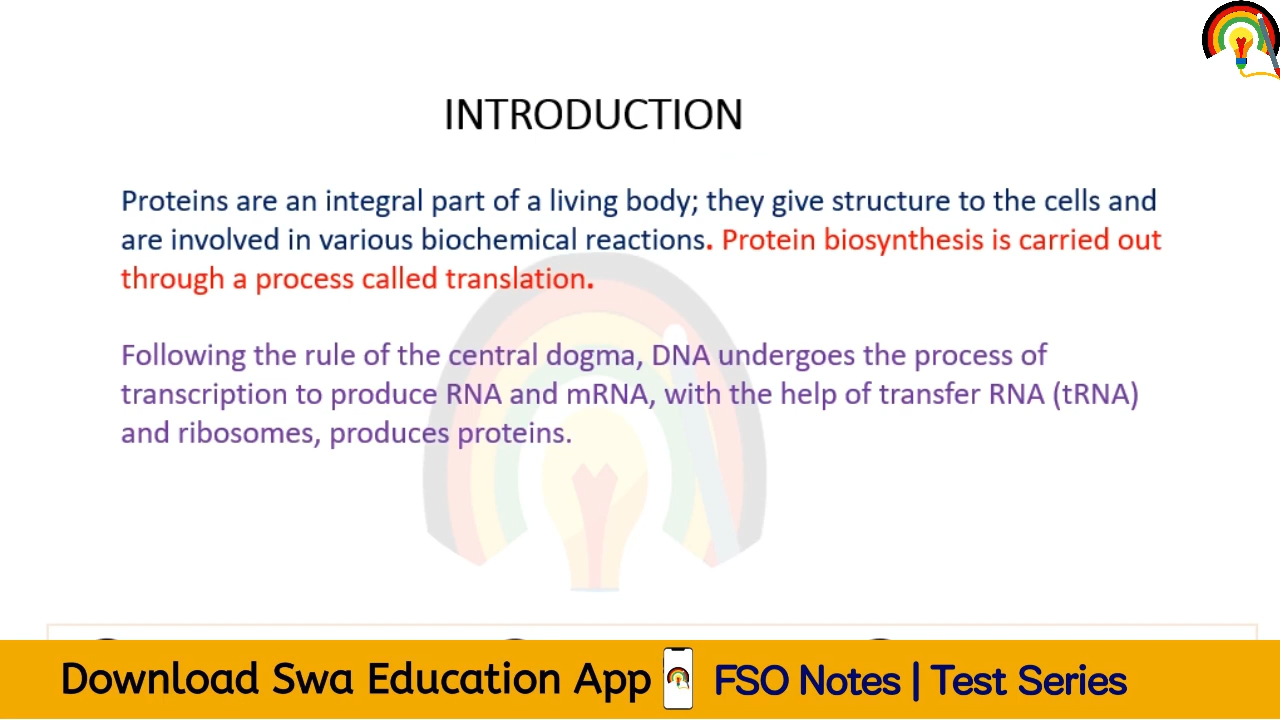 INTRODUCTION
Proteins are an integral part of a living body; they give structure to the cells and
are involved in various biochemical reactions. Protein biosynthesis is carried out
through a process called translation.
Following the rule of the central dogma, DNA undergoes the process of
transcription to produce RNA and mRNA, with the help of transfer RNA (tRNA)
and ribosomes, produces proteins.
Download Swa Education App FSO Notes | Test Series